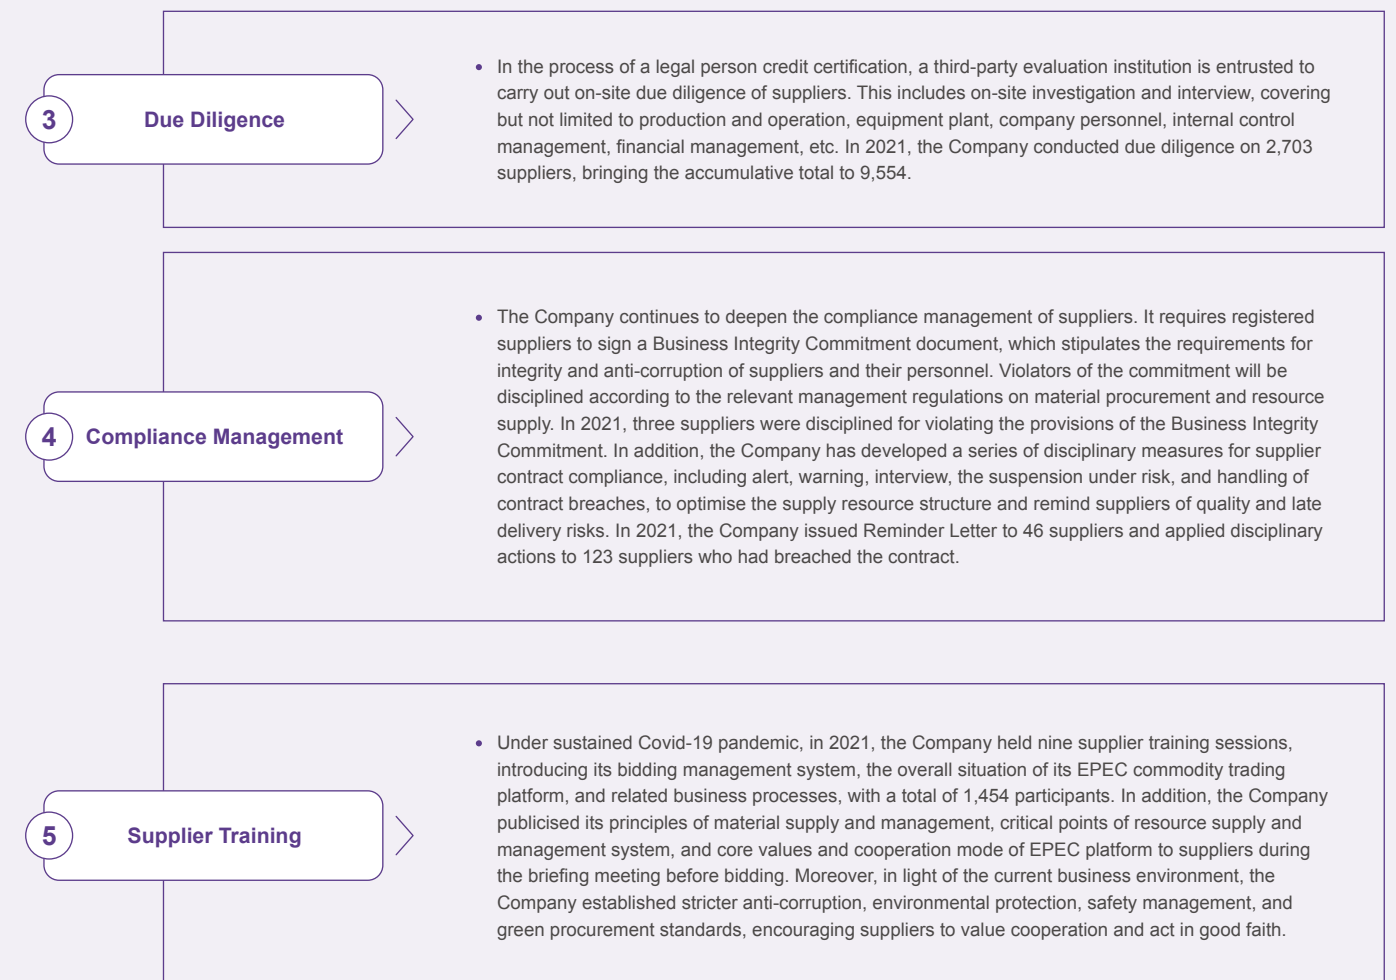 3
Due Diligence
• In the process of a legal person credit certification, a third-party evaluation institution is entrusted to
carry out on-site due diligence of suppliers. This includes on-site investigation and interview, covering
but not limited to production and operation, equipment plant, company personnel, internal control
management, financial management, etc. In 2021, the Company conducted due diligence on 2,703
suppliers, bringing the accumulative total to 9,554.
4
Compliance Management
• The Company continues to deepen the compliance management of suppliers. It requires registered
suppliers to sign a Business Integrity Commitment document, which stipulates the requirements for
integrity and anti-corruption of suppliers and their personnel. Violators of the commitment will be
disciplined according to the relevant management regulations on material procurement and resource
supply. In 2021, three suppliers were disciplined for violating the provisions of the Business Integrity
Commitment. In addition, the Company has developed a series of disciplinary measures for supplier
contract compliance, including alert, warning, interview, the suspension under risk, and handling of
contract breaches, to optimise the supply resource structure and remind suppliers of quality and late
delivery risks. In 2021, the Company issued Reminder Letter to 46 suppliers and applied disciplinary
actions to 123 suppliers who had breached the contract.
5
Supplier Training
• Under sustained Covid-19 pandemic, in 2021, the Company held nine supplier training sessions,
introducing its bidding management system, the overall situation of its EPEC commodity trading
platform, and related business processes, with a total of 1,454 participants. In addition, the Company
publicised its principles of material supply and management, critical points of resource supply and
management system, and core values and cooperation mode of EPEC platform to suppliers during
the briefing meeting before bidding. Moreover, in light of the current business environment, the
Company established stricter anti-corruption, environmental protection, safety management, and
green procurement standards, encouraging suppliers to value cooperation and act in good faith.